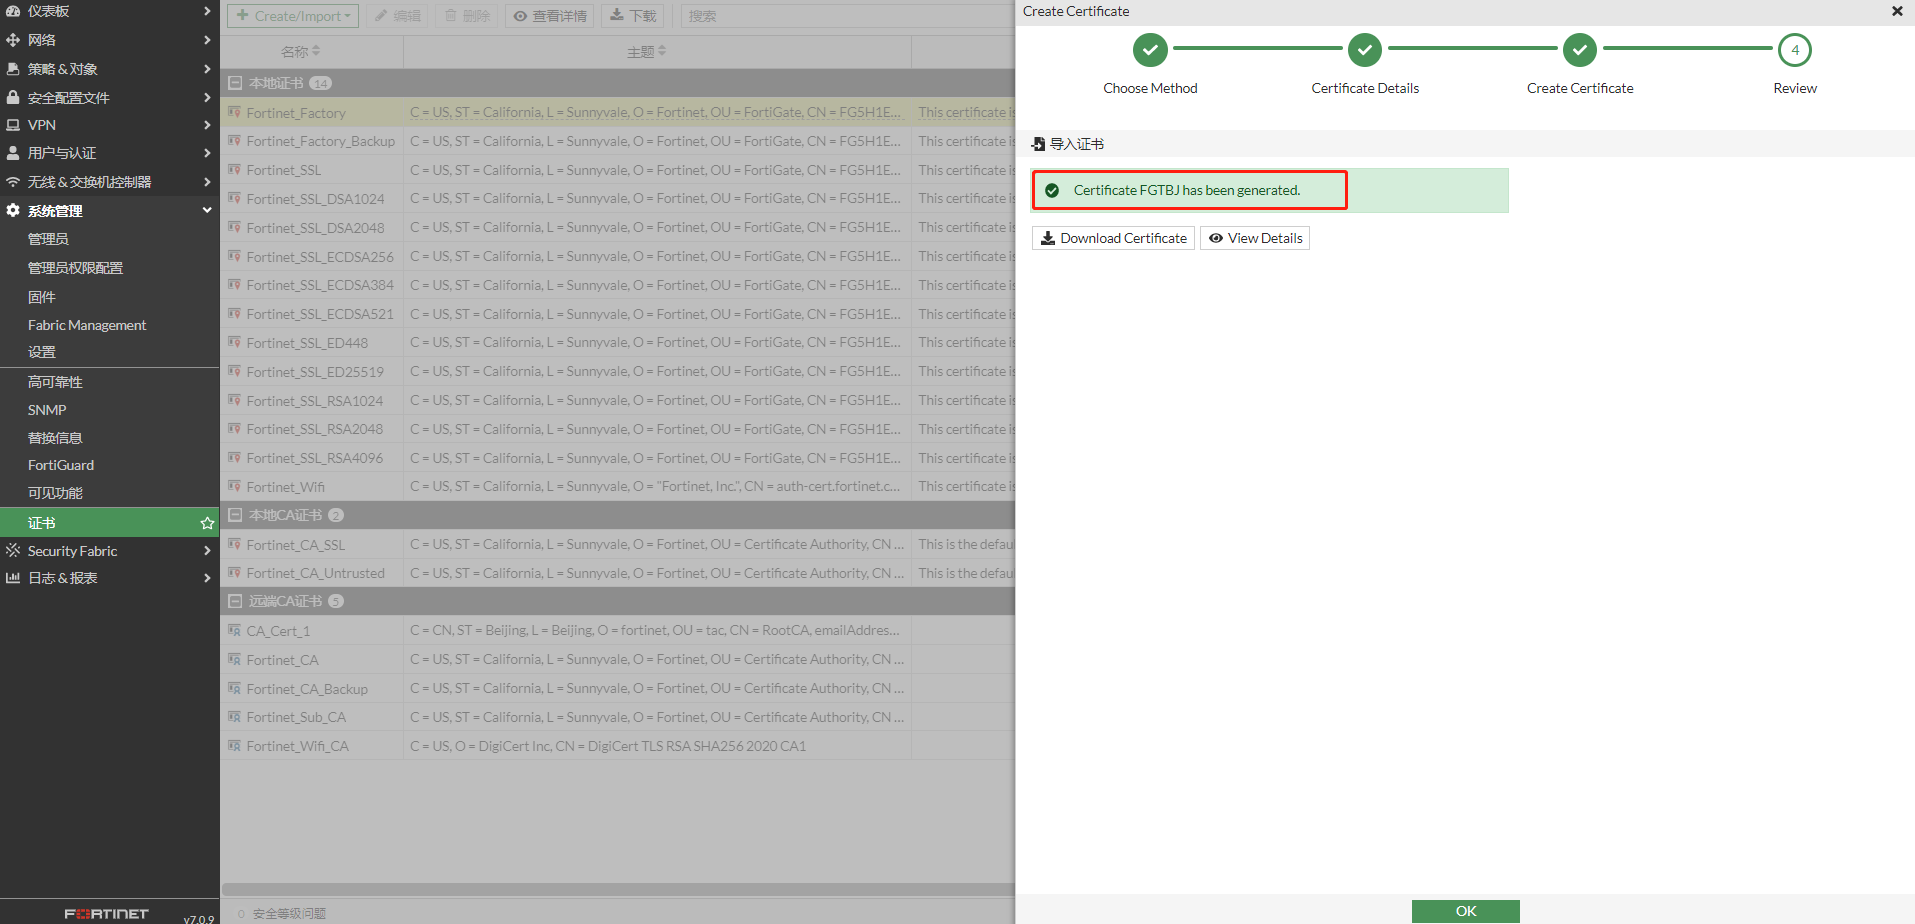 仪表板
网络
策略 & 对象
安全配置文件
VPN
用户与认证
无线 & 交换机控制器
系统管理
管理员
管理员权限配置
固件
Fabric Management
设置
高可靠性
SNMP
替换信息
FortiGuard
可见功能
证书
Security Fabric
日志 & 报表
FORTINET
v7.0.9
Create/Import 编辑 删除 查看详情 下载 搜索
名称 主题
本地证书 14
Fortinet_Factory C = US, ST = California, L = Sunnyvale, O = Fortinet, OU = FortiGate, CN = FG5H1E... This certificate is
Fortinet_Factory_Backup C = US, ST = California, L = Sunnyvale, O = Fortinet, OU = FortiGate, CN = FG5H1E... This certificate is
Fortinet_SSL C = US, ST = California, L = Sunnyvale, O = Fortinet, OU = FortiGate, CN = FG5H1E... This certificate is
Fortinet_SSL_DSA1024 C = US, ST = California, L = Sunnyvale, O = Fortinet, OU = FortiGate, CN = FG5H1E... This certificate is
Fortinet_SSL_DSA2048 C = US, ST = California, L = Sunnyvale, O = Fortinet, OU = FortiGate, CN = FG5H1E... This certificate is
Fortinet_SSL_ECDSA256 C = US, ST = California, L = Sunnyvale, O = Fortinet, OU = FortiGate, CN = FG5H1E... This certificate is
Fortinet_SSL_ECDSA384 C = US, ST = California, L = Sunnyvale, O = Fortinet, OU = FortiGate, CN = FG5H1E... This certificate is
Fortinet_SSL_ECDSA521 C = US, ST = California, L = Sunnyvale, O = Fortinet, OU = FortiGate, CN = FG5H1E... This certificate is
Fortinet_SSL_ED448 C = US, ST = California, L = Sunnyvale, O = Fortinet, OU = FortiGate, CN = FG5H1E... This certificate is
Fortinet_SSL_ED25519 C = US, ST = California, L = Sunnyvale, O = Fortinet, OU = FortiGate, CN = FG5H1E... This certificate is
Fortinet_SSL_RSA1024 C = US, ST = California, L = Sunnyvale, O = Fortinet, OU = FortiGate, CN = FG5H1E... This certificate is
Fortinet_SSL_RSA2048 C = US, ST = California, L = Sunnyvale, O = Fortinet, OU = FortiGate, CN = FG5H1E... This certificate is
Fortinet_SSL_RSA4096 C = US, ST = California, L = Sunnyvale, O = Fortinet, OU = FortiGate, CN = FG5H1E... This certificate is
Fortinet_Wifi C = US, ST = California, L = Sunnyvale, O = "Fortinet, Inc.", CN = auth-cert.fortinet.c... This certificate is
本地CA证书 2
Fortinet_CA_SSL C = US, ST = California, L = Sunnyvale, O = Fortinet, OU = Certificate Authority, CN ... This is the defau
Fortinet_CA_Untrusted C = US, ST = California, L = Sunnyvale, O = Fortinet, OU = Certificate Authority, CN ... This is the defau
远端CA证书 5
CA_Cert_1 C = CN, ST = Beijing, L = Beijing, O = fortinet, OU = tac, CN = RootCA, emailAddres...
Fortinet_CA C = US, ST = California, L = Sunnyvale, O = Fortinet, OU = Certificate Authority, CN ...
Fortinet_CA_Backup C = US, ST = California, L = Sunnyvale, O = Fortinet, OU = Certificate Authority, CN ...
Fortinet_Sub_CA C = US, ST = California, L = Sunnyvale, O = Fortinet, OU = Certificate Authority, CN ...
Fortinet_Wifi_CA C = US, O = DigiCert Inc, CN = DigiCert TLS RSA SHA256 2020 CA1
0 安全等级问题
Create Certificate
4
Choose Method Certificate Details Create Certificate Review
导入证书
Certificate FGTBJ has been generated.
Download Certificate View Details
OK